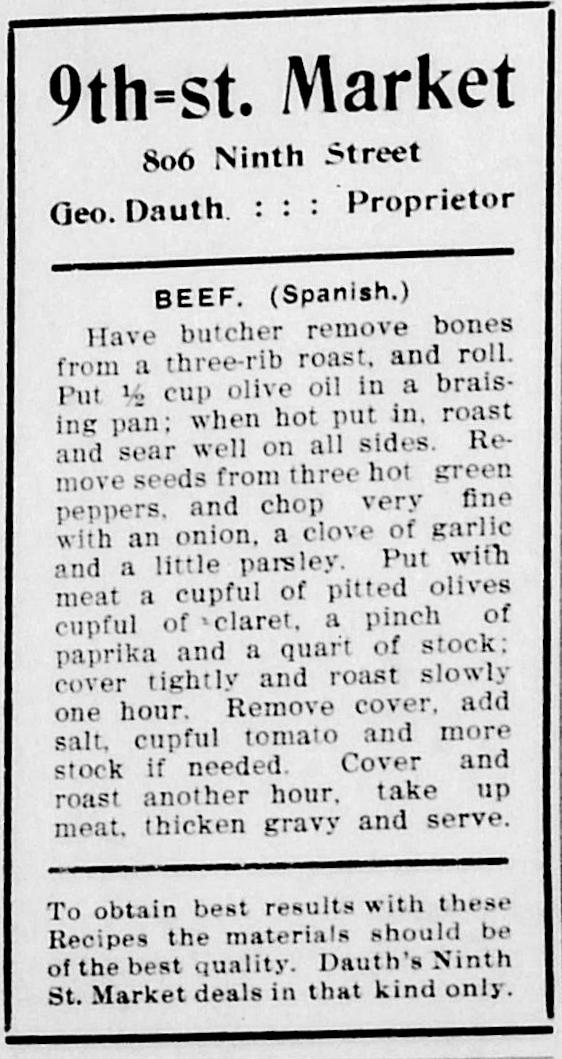 9th-st. Market
806 Ninth Street
Geo. Dauth. : : : Proprietor
BEEF. (Spanish.)
Have butcher remove bones
from a three-rib roast, and roll.
Put ½ cup olive oil in a brais-
ing pan; when hot put in, roast
and sear well on all sides. Re-
move seeds from three hot green
peppers, and chop very fine
with an onion, a clove of garlic
and a little parsley. Put with
meat a cupful of pitted olives
cupful of claret, a pinch of
paprika and a quart of stock;
cover tightly and roast slowly
one hour. Remove cover, add
salt, cupful tomato and more
stock if needed. Cover and
roast another hour, take up
meat, thicken gravy and serve.
To obtain best results with these
Recipes the materials should be
of the best quality. Dauth's Ninth
St. Market deals in that kind only.